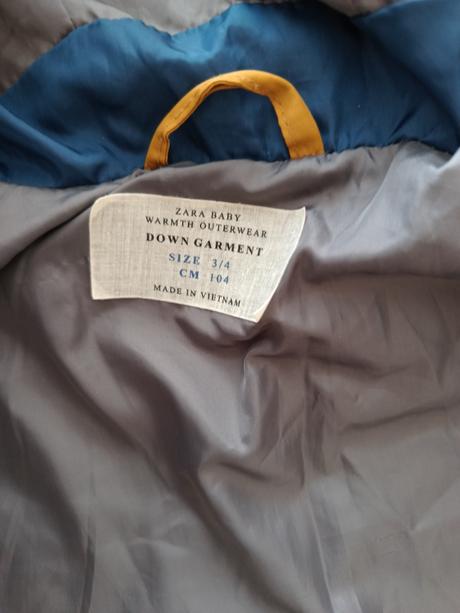 ZARA BABY
WARMTH OUTERWEAR
DOWN GARMENT
SIZE 3/4
CM 104
MADE IN VIETNAM